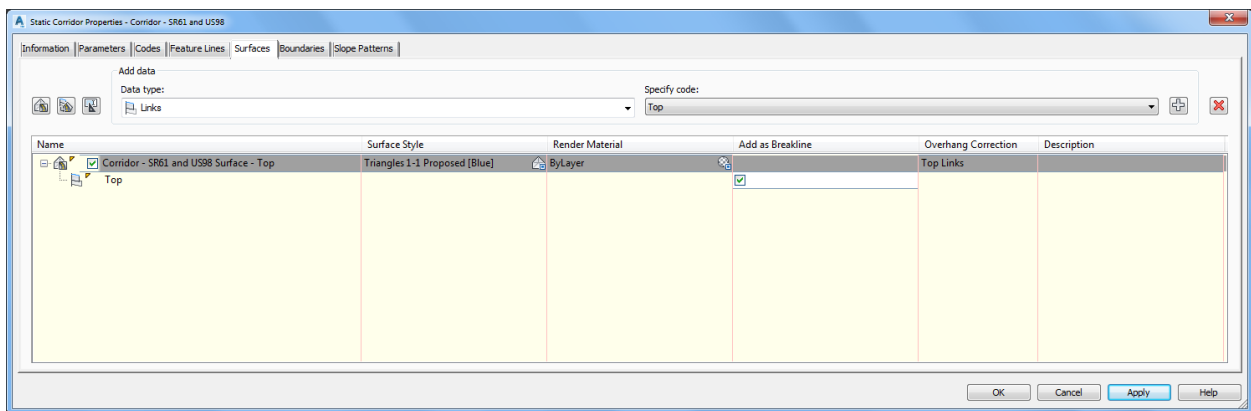 Static Corridor Properties - Corridor - SR61 and US98
Information Parameters Codes Feature Lines Surfaces Boundaries Slope Patterns
Add data
Data type: Specify code:
Links Top
Name Surface Style Render Material Add as Breakline Overhang Correction Description
Corridor - SR61 and US98 Surface - Top Triangles 1-1 Proposed [Blue] ByLayer Top Links
Top
OK Cancel Apply Help